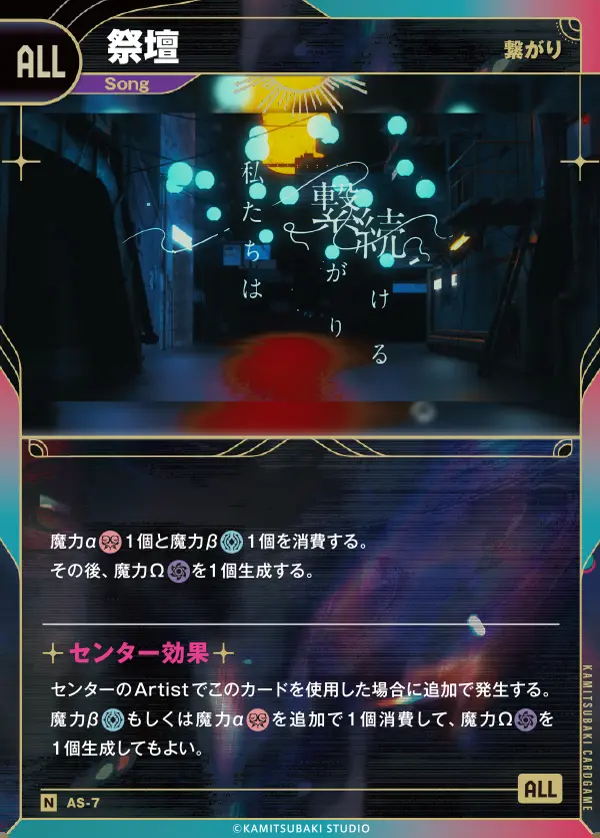 ALL
祭壇
繋がり
Song
私たちは
繋がり
続ける
魔力α1個と魔力β1個を消費する。
その後、魔力Ωを1個生成する。
センター効果
センターのArtistでこのカードを使用した場合に追加で発生する。
魔力βもしくは魔力αを追加で1個消費して、魔力Ωを
1個生成してもよい。
KAMITSUBAKI CARDGAME
N AS-7
ALL
©KAMITSUBAKI STUDIO